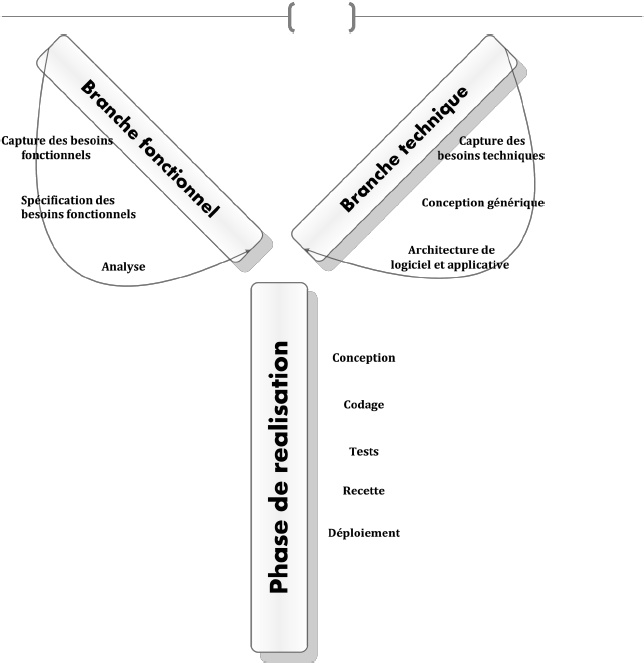 Branche fonctionnel
Capture des besoins
fonctionnels
Spécification des
besoins fonctionnels
Analyse
Branche technique
Capture des
besoins techniques
Conception générique
Architecture de
logiciel et applicative
Phase de realisation
Conception
Codage
Tests
Recette
Déploiement